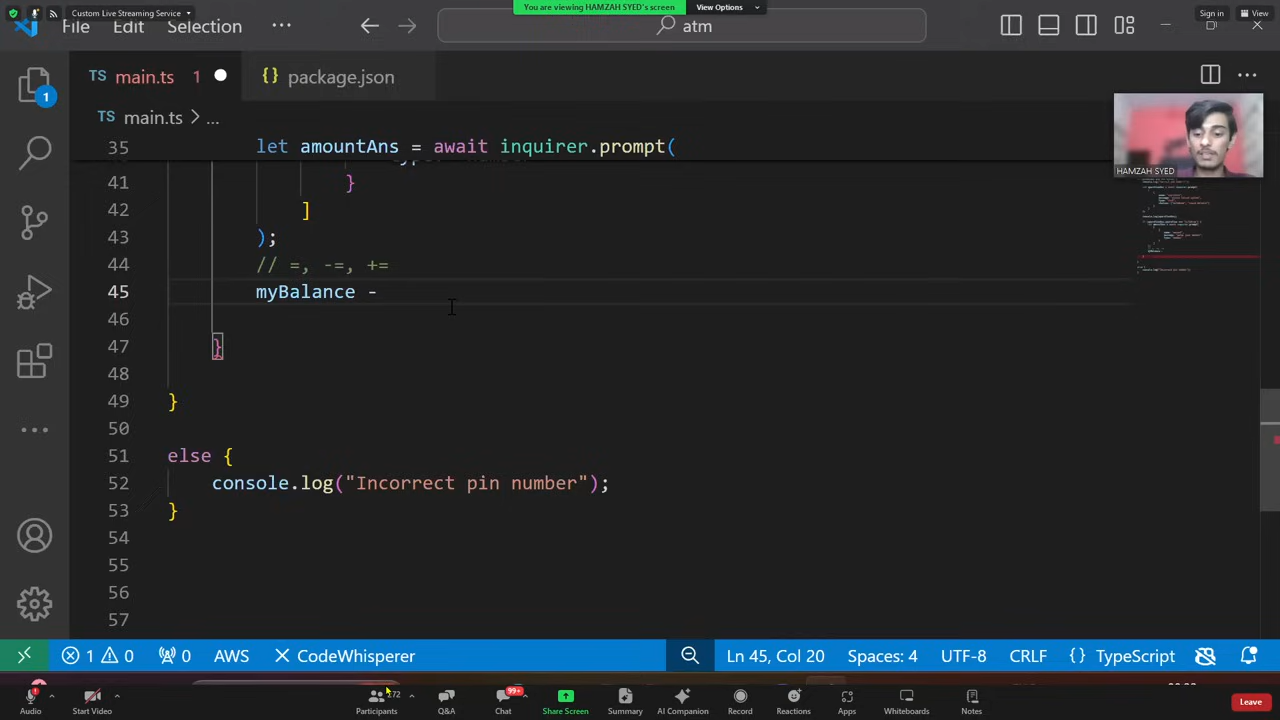 Custom Live Streaming Service
You are viewing HAMZAH SYED's screen
View Options
Sign in
View
File
Edit
Selection
atm
TS main.ts 1
{} package.json
TS main.ts > ...
HAMZAH SYED
35 let amountAns = await inquirer.prompt(
41 }
42 ]
43 );
44 // =, -=, +=
45 myBalance -
46
47 }
48
49 }
50
51 else {
52 console.log("Incorrect pin number");
53 }
54
55
56
57
1
1 0 0 AWS CodeWhisperer Ln 45, Col 20 Spaces: 4 UTF-8 CRLF {} TypeScript
Audio
Start Video
Participants
Q&A
99+
Chat
Share Screen
Summary
AI Companion
Record
Reactions
Apps
Whiteboards
Notes
Leave